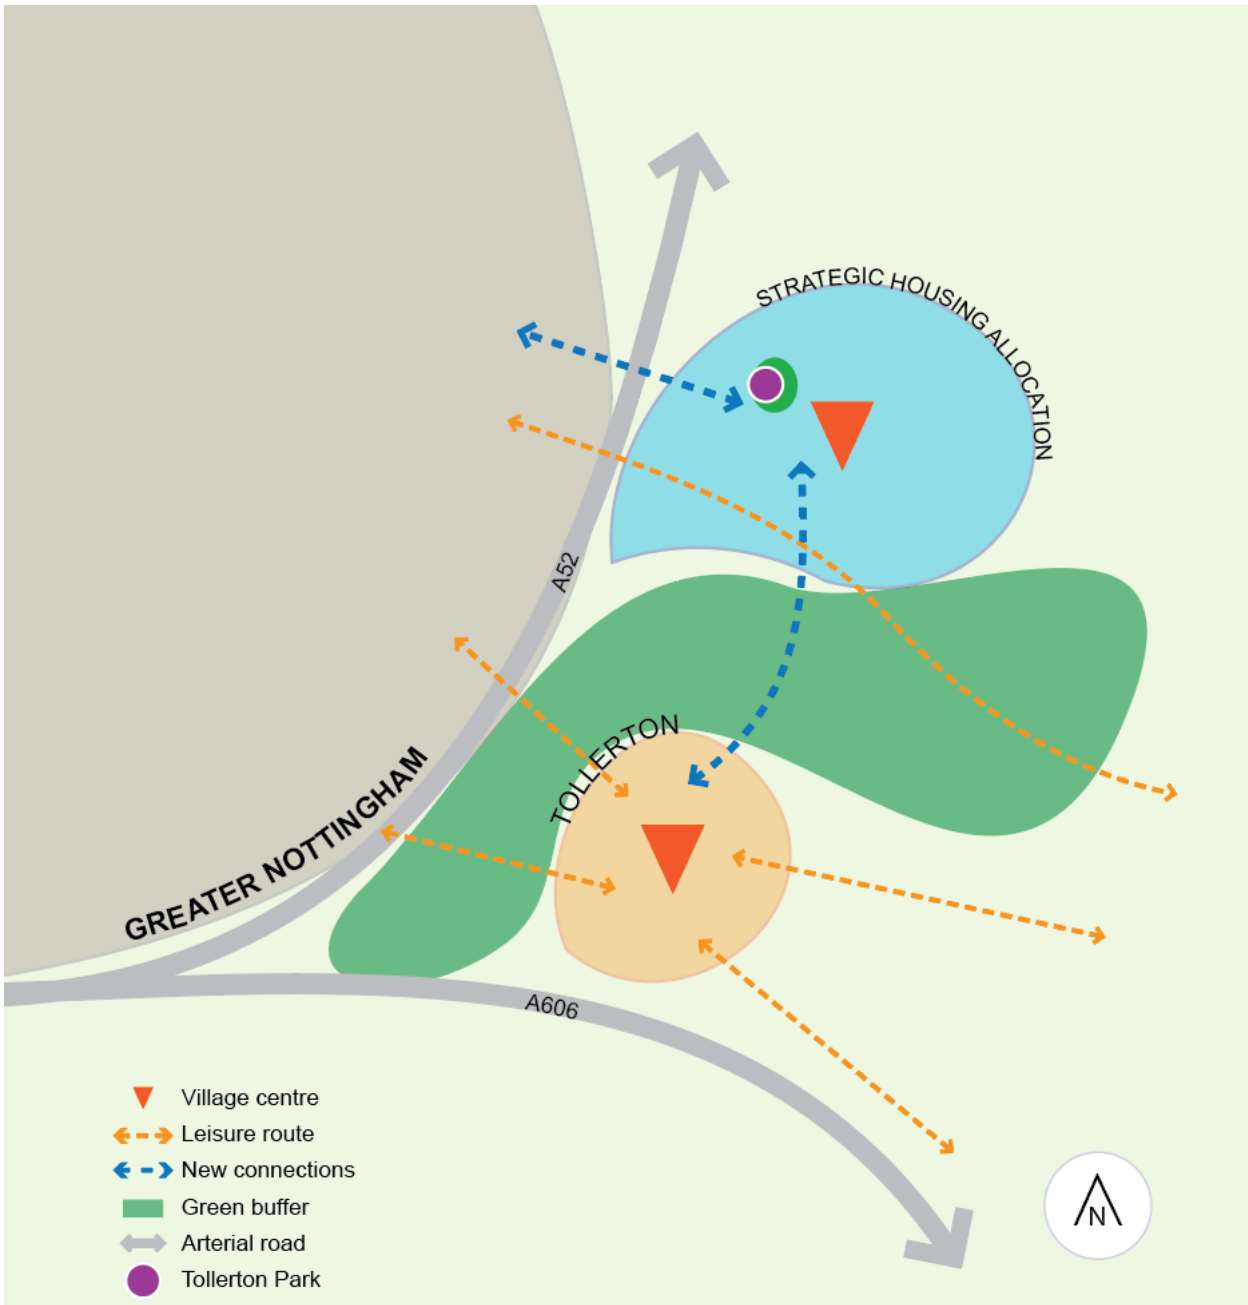 STRATEGIC HOUSING ALLOCATION
A52
TOLLERTON
GREATER NOTTINGHAM
A606
Village centre
Leisure route
New connections
Green buffer
Arterial road
Tollerton Park
N